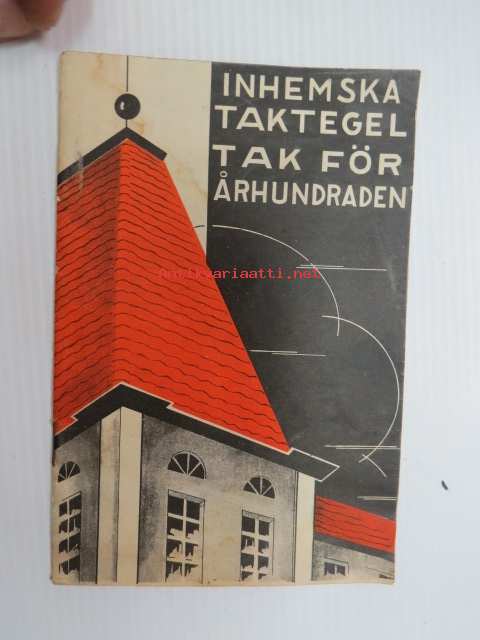 INHEMSKA
TAKTEGEL
TAK FÖR
ÅRHUNDRADEN
Antikvariaatti.net